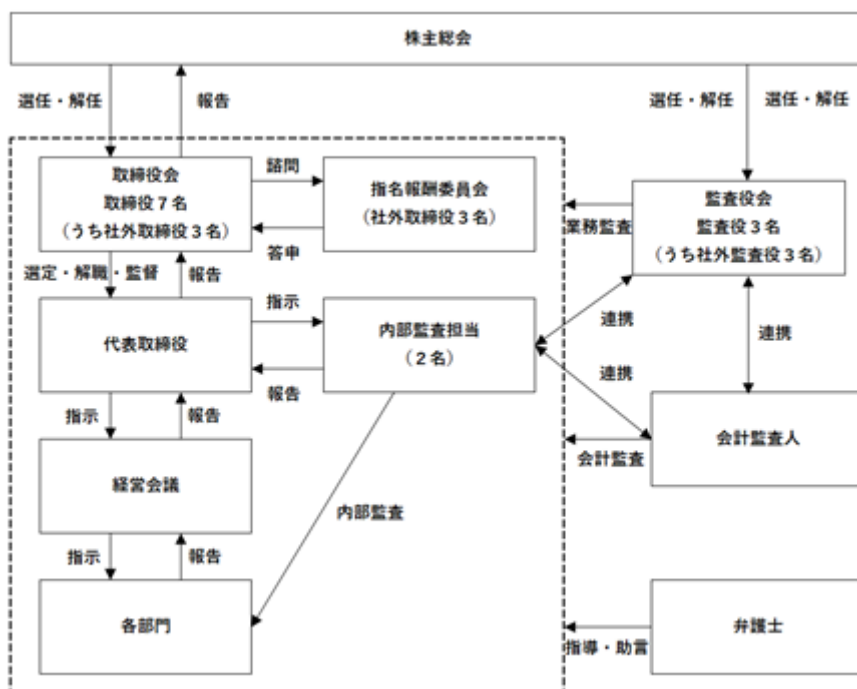 株主総会
選任・解任
報告
選任・解任
選任・解任
取締役会
取締役7名
(うち社外取締役3名)
諮問
答申
指名報酬委員会
(社外取締役3名)
業務監査
監査役会
監査役3名
(うち社外監査役3名)
選定・解職・監督
報告
代表取締役
指示
報告
内部監査担当
(2名)
連携
連携
連携
指示
報告
経営会議
会計監査
会計監査人
内部監査
指示
報告
各部門
指導・助言
弁護士